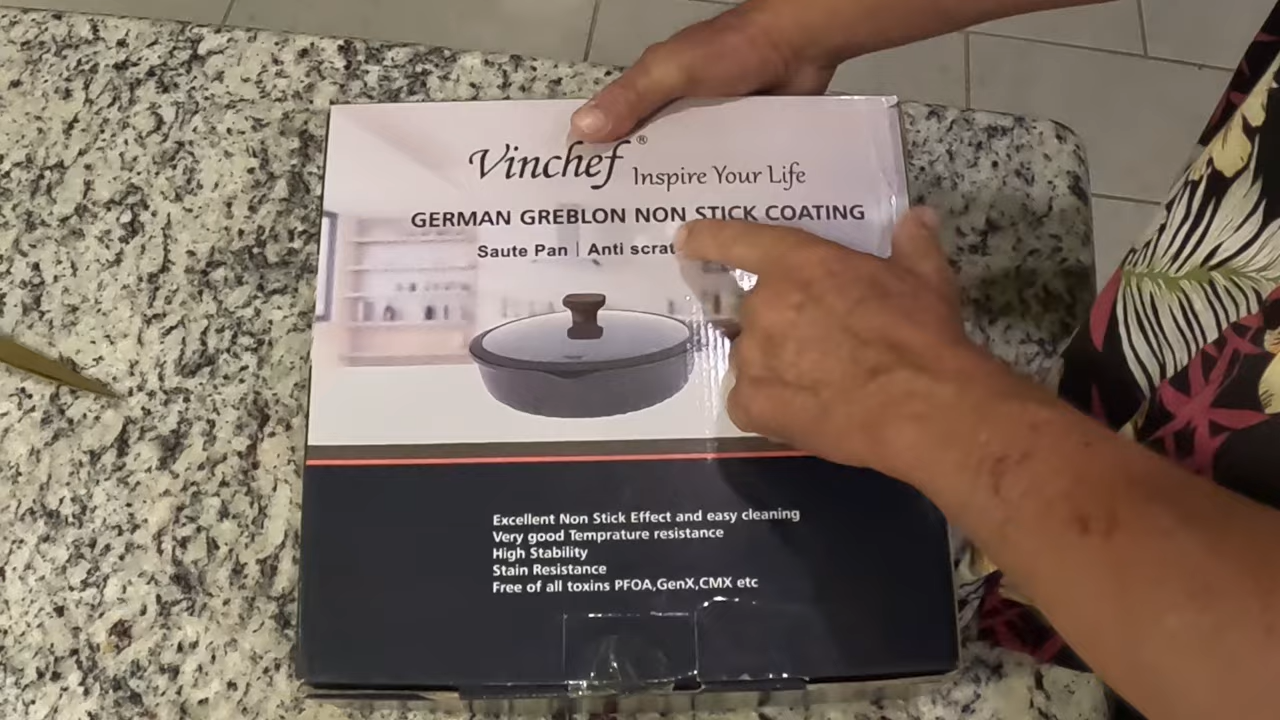 Vinchef® Inspire Your Life
GERMAN GREBLON NON STICK COATING
Saute Pan | Anti scrat
Excellent Non Stick Effect and easy cleaning
Very good Temprature resistance
High Stability
Stain Resistance
Free of all toxins PFOA,GenX,CMX etc